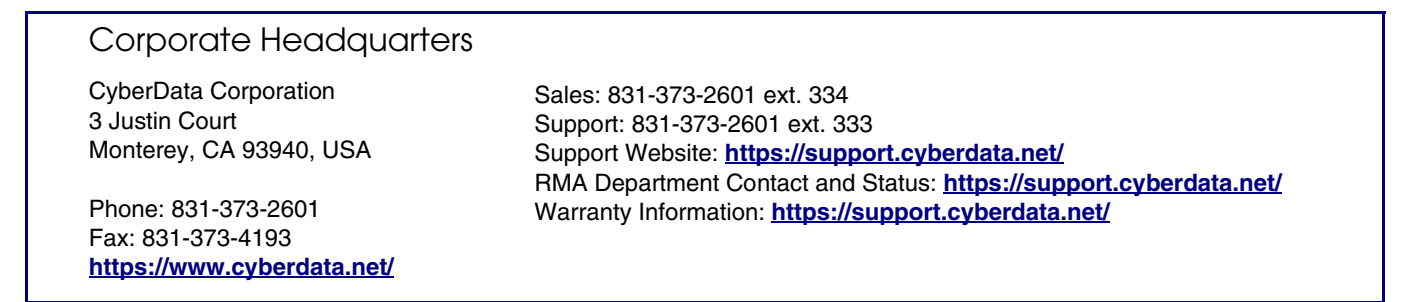 Corporate Headquarters
CyberData Corporation
3 Justin Court
Monterey, CA 93940, USA
Phone: 831-373-2601
Fax: 831-373-4193
https://www.cyberdata.net/
Sales: 831-373-2601 ext. 334
Support: 831-373-2601 ext. 333
Support Website: https://support.cyberdata.net/
RMA Department Contact and Status: https://support.cyberdata.net/
Warranty Information: https://support.cyberdata.net/